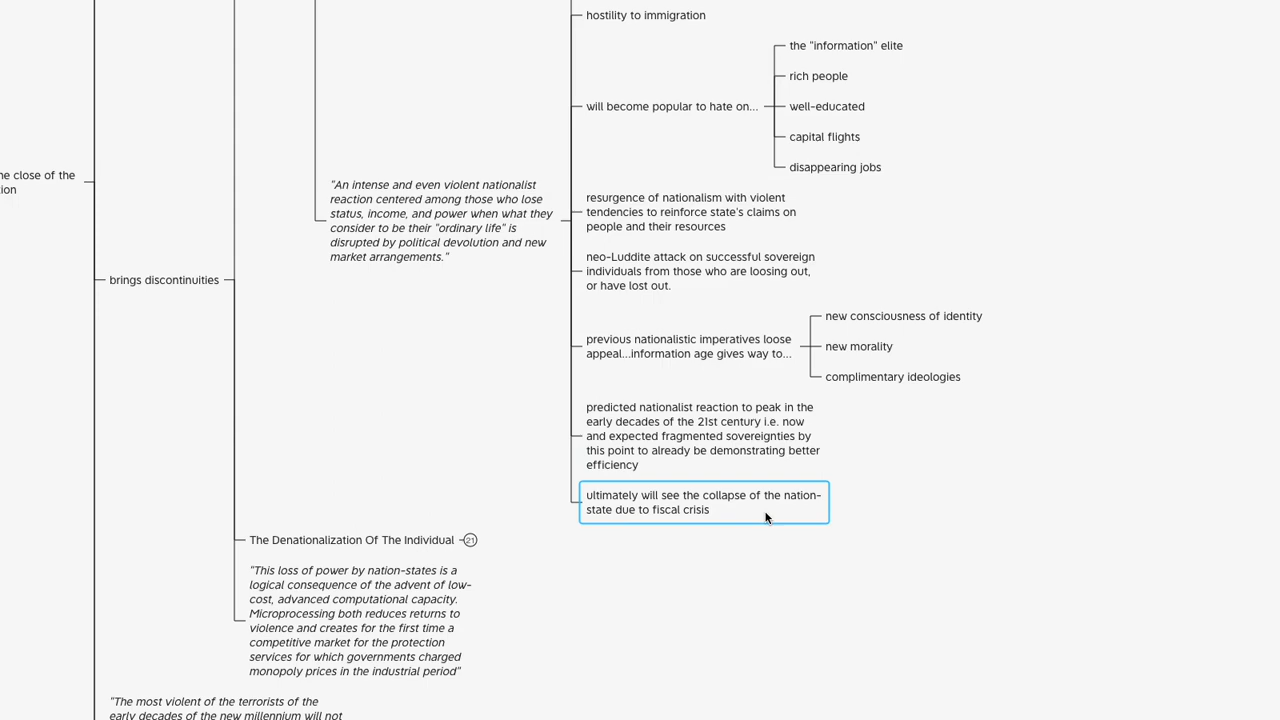 hostility to immigration
the "information" elite
rich people
will become popular to hate on...
well-educated
capital flights
disappearing jobs
he close of the
tion
"An intense and even violent nationalist
reaction centered among those who lose
status, income, and power when what they
consider to be their "ordinary life" is
disrupted by political devolution and new
market arrangements."
resurgence of nationalism with violent
tendencies to reinforce state's claims on
people and their resources
neo-Luddite attack on successful sovereign
individuals from those who are loosing out,
or have lost out.
brings discontinuities
previous nationalistic imperatives loose
appeal...information age gives way to...
new consciousness of identity
new morality
complimentary ideologies
predicted nationalist reaction to peak in the
early decades of the 21st century i.e. now
and expected fragmented sovereignties by
this point to already be demonstrating better
efficiency
ultimately will see the collapse of the nation-
state due to fiscal crisis
The Denationalization Of The Individual 21
"This loss of power by nation-states is a
logical consequence of the advent of low-
cost, advanced computational capacity.
Microprocessing both reduces returns to
violence and creates for the first time a
competitive market for the protection
services for which governments charged
monopoly prices in the industrial period"
"The most violent of the terrorists of the
early decades of the new millennium will not